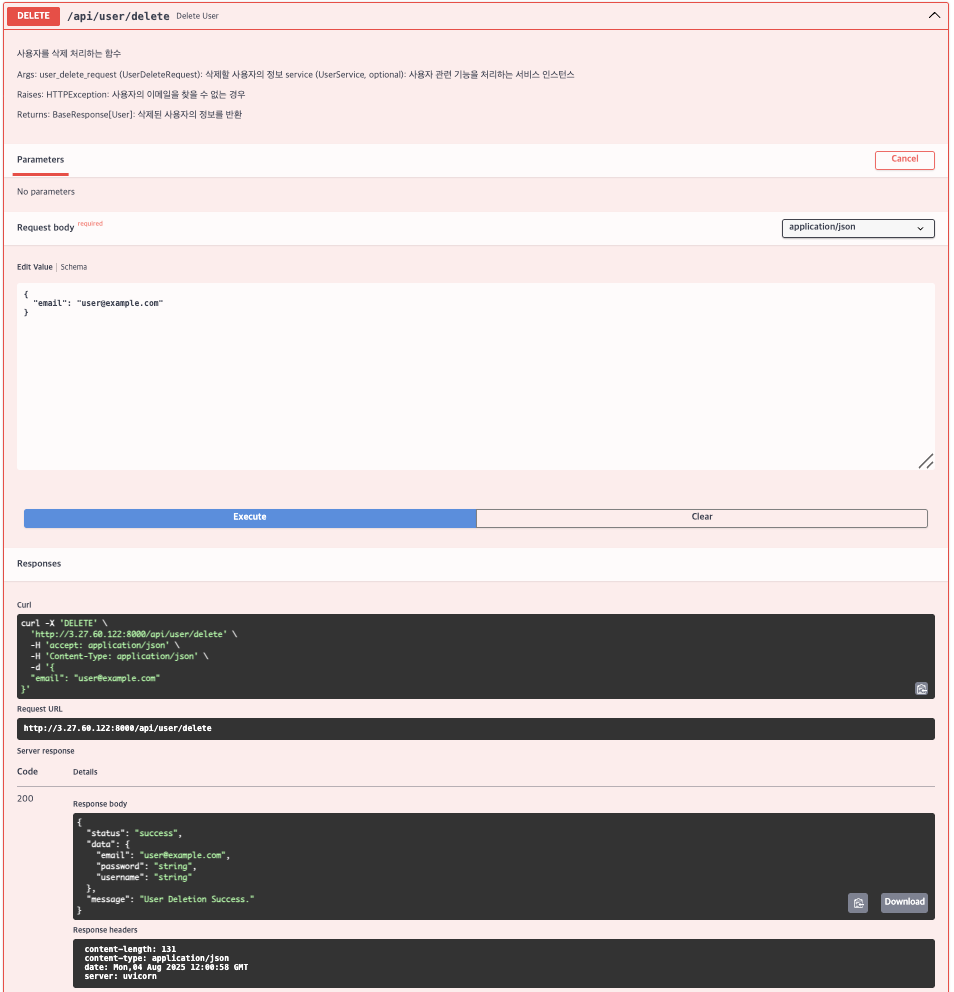 DELETE /api/user/delete Delete User
사용자를 삭제 처리하는 함수
Args: user_delete_request (UserDeleteRequest): 삭제할 사용자의 정보 service (UserService, optional): 사용자 관련 기능을 처리하는 서비스 인스턴스
Raises: HTTPException: 사용자의 이메일을 찾을 수 없는 경우
Returns: BaseResponse[User]: 삭제된 사용자의 정보를 반환
Parameters
Cancel
No parameters
Request body required
application/json
Edit Value | Schema
{
  "email": "user@example.com"
}
Execute
Clear
Responses
Curl
curl -X 'DELETE' \
  'http://3.27.60.122:8000/api/user/delete' \
  -H 'accept: application/json' \
  -H 'Content-Type: application/json' \
  -d '{
  "email": "user@example.com"
}'
Request URL
http://3.27.60.122:8000/api/user/delete
Server response
Code Details
200
Response body
{
  "status": "success",
  "data": {
    "email": "user@example.com",
    "password": "string",
    "username": "string"
  },
  "message": "User Deletion Success."
}
Download
Response headers
content-length: 131
content-type: application/json
date: Mon,04 Aug 2025 12:00:58 GMT
server: uvicorn